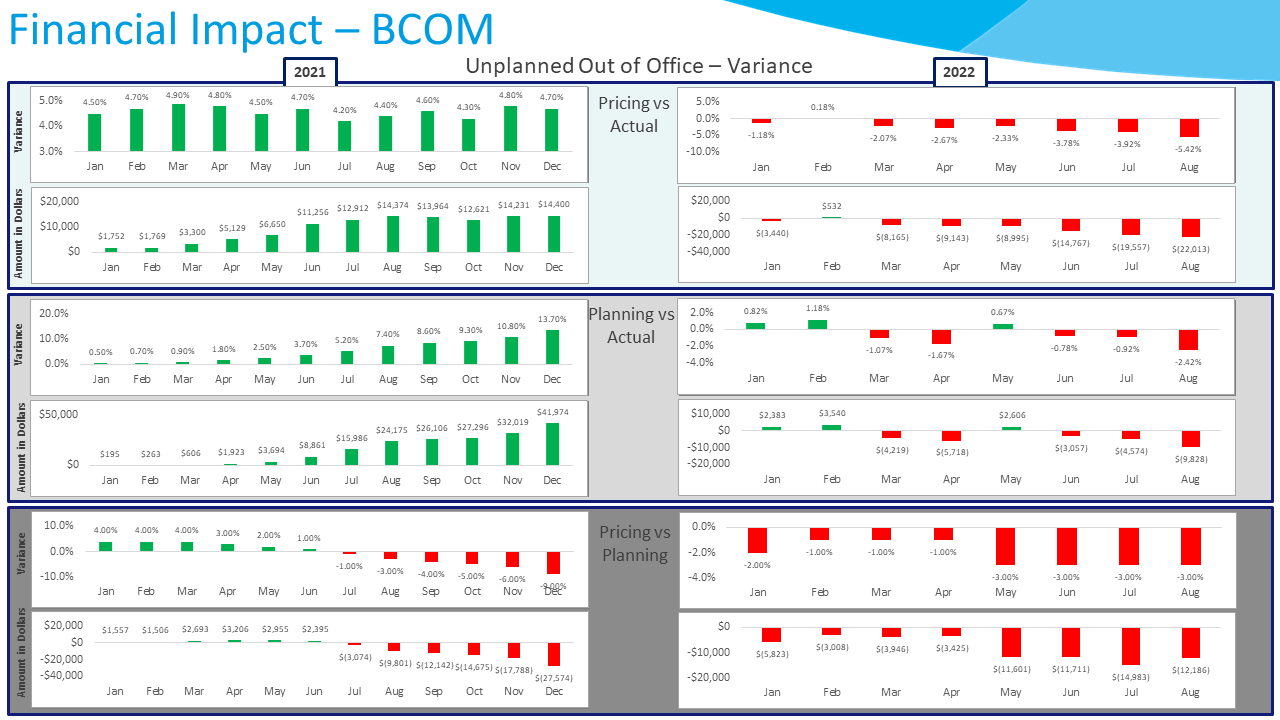 Financial Impact – BCOM
Unplanned Out of Office – Variance
2021
2022
Pricing vs
Actual
Variance
5.0%
4.0%
3.0%
4.50% 4.70% 4.90% 4.80% 4.50% 4.70% 4.20% 4.40% 4.60% 4.30% 4.80% 4.70%
Jan Feb Mar Apr May Jun Jul Aug Sep Oct Nov Dec
5.0%
0.0%
-5.0%
-10.0%
-1.18% 0.18% -2.07% -2.67% -2.33% -3.78% -3.92% -5.42%
Jan Feb Mar Apr May Jun Jul Aug
Amount in Dollars
$20,000
$10,000
$0
$1,752 $1,769 $3,300 $5,129 $6,650 $11,256 $12,912 $14,374 $13,964 $12,621 $14,231 $14,400
Jan Feb Mar Apr May Jun Jul Aug Sep Oct Nov Dec
$20,000
$0
-$20,000
-$40,000
$(3,440) $532 $(8,165) $(9,143) $(8,995) $(14,767) $(19,557) $(22,013)
Jan Feb Mar Apr May Jun Jul Aug
Planning vs
Actual
Variance
20.0%
10.0%
0.0%
0.50% 0.70% 0.90% 1.80% 2.50% 3.70% 5.20% 7.40% 8.60% 9.30% 10.80% 13.70%
Jan Feb Mar Apr May Jun Jul Aug Sep Oct Nov Dec
2.0%
0.0%
-2.0%
-4.0%
0.82% 1.18% -1.07% -1.67% 0.67% -0.78% -0.92% -2.42%
Jan Feb Mar Apr May Jun Jul Aug
Amount in Dollars
$50,000
$0
$195 $263 $606 $1,923 $3,694 $8,861 $15,986 $24,175 $26,106 $27,296 $32,019 $41,974
Jan Feb Mar Apr May Jun Jul Aug Sep Oct Nov Dec
$10,000
$0
-$10,000
-$20,000
$2,383 $3,540 $(4,219) $(5,718) $2,606 $(3,057) $(4,574) $(9,828)
Jan Feb Mar Apr May Jun Jul Aug
Pricing vs
Planning
Variance
10.0%
0.0%
-10.0%
4.00% 4.00% 4.00% 3.00% 2.00% 1.00% -1.00% -3.00% -4.00% -5.00% -6.00% -9.00%
Jan Feb Mar Apr May Jun Jul Aug Sep Oct Nov Dec
0.0%
-2.0%
-4.0%
-2.00% -1.00% -1.00% -1.00% -3.00% -3.00% -3.00% -3.00%
Jan Feb Mar Apr May Jun Jul Aug
Amount in Dollars
$20,000
$0
-$20,000
-$40,000
$1,557 $1,506 $2,693 $3,206 $2,955 $2,395 $(3,074) $(9,801) $(12,142) $(14,675) $(17,788) $(27,574)
Jan Feb Mar Apr May Jun Jul Aug Sep Oct Nov Dec
$0
-$10,000
-$20,000
$(5,823) $(3,008) $(3,946) $(3,425) $(11,601) $(11,711) $(14,983) $(12,186)
Jan Feb Mar Apr May Jun Jul Aug